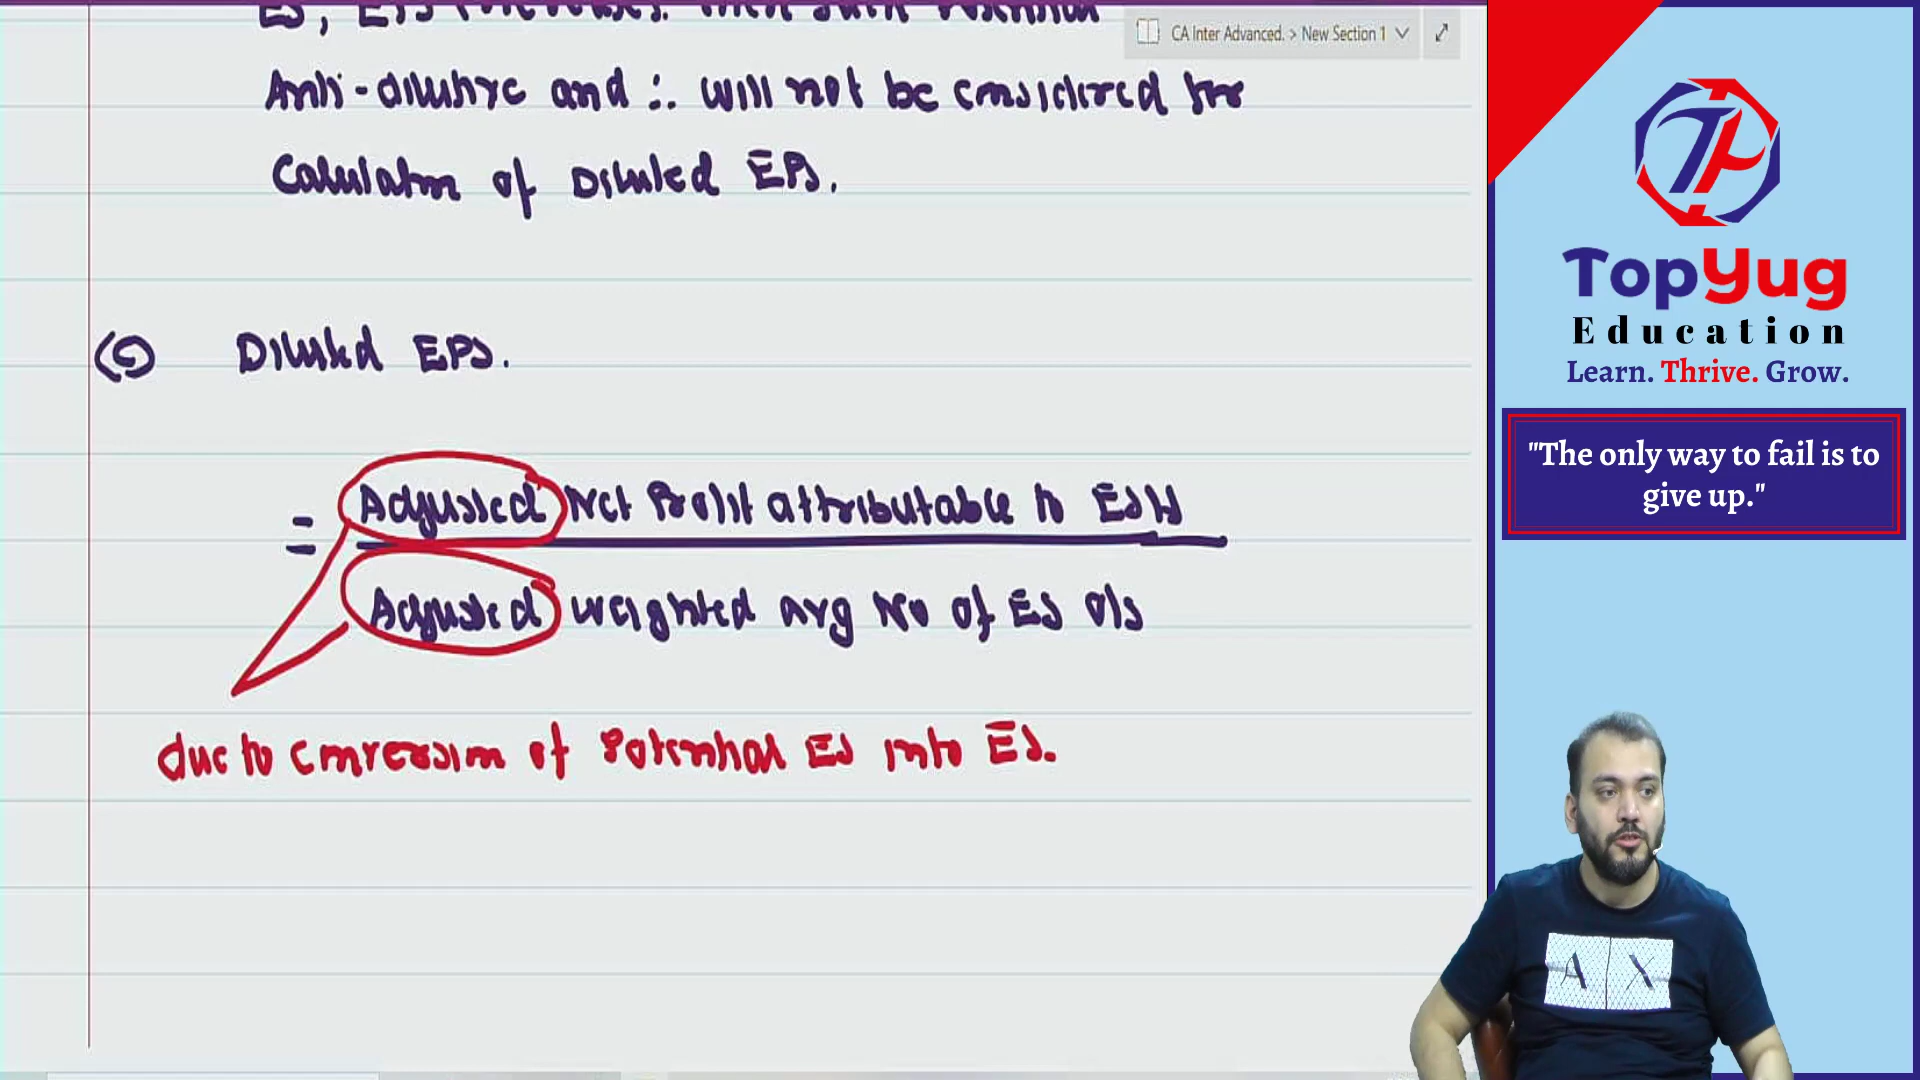 CA Inter Advanced. > New Section 1
Anti-dilutive and ∴ will not be considered for
Calculation of Diluted EPS.
(C) Diluted EPS.
= Adjusted Net Profit attributable to ESH
Adjusted weighted avg No of ES o/s
due to conversion of Potential ES into ES.
TopYug
Education
Learn. Thrive. Grow.
"The only way to fail is to
give up."
A X